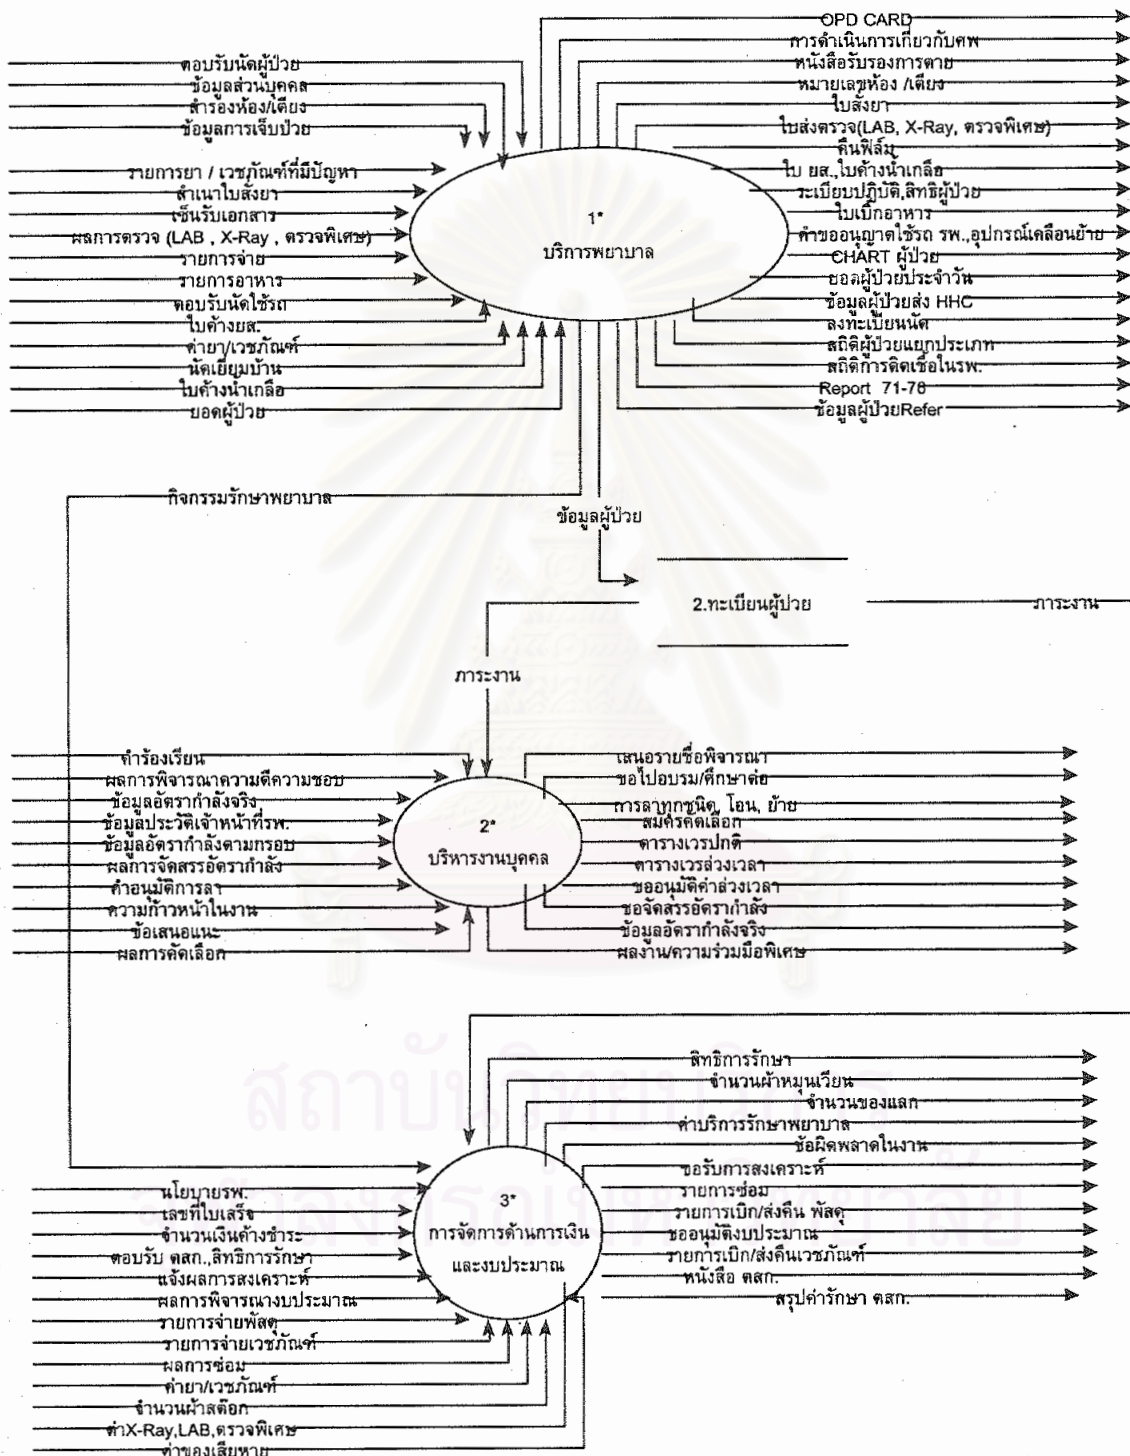 OPD CARD
การดำเนินการเกี่ยวกับศพ
หนังสือรับรองการตาย
หมายเลขห้อง /เตียง
ใบสั่งยา
ใบส่งตรวจ(LAB, X-Ray, ตรวจพิเศษ)
คืนฟิล์ม
ใบ ยส.,ใบค้างน้ำเกลือ
ระเบียบปฏิบัติ,สิทธิผู้ป่วย
ใบเบิกอาหาร
คำขออนุญาตใช้รถ รพ.,อุปกรณ์เคลื่อนย้าย
CHART ผู้ป่วย
ยอดผู้ป่วยประจำวัน
ข้อมูลผู้ป่วยส่ง HHC
ลงทะเบียนนัด
สถิติผู้ป่วยแยกประเภท
สถิติการติดเชื้อในรพ.
Report 71-76
ข้อมูลผู้ป่วยRefer
ตอบรับนัดผู้ป่วย
ข้อมูลส่วนบุคคล
สำรองห้อง/เตียง
ข้อมูลการเจ็บป่วย
รายการยา / เวชภัณฑ์ที่มีปัญหา
สำเนาใบสั่งยา
เซ็นรับเอกสาร
ผลการตรวจ (LAB , X-Ray , ตรวจพิเศษ)
รายการจ่าย
รายการอาหาร
ตอบรับนัดใช้รถ
ใบค้างยส.
ค่ายา/เวชภัณฑ์
นัดเยี่ยมบ้าน
ใบค้างน้ำเกลือ
ยอดผู้ป่วย
1*
บริการพยาบาล
กิจกรรมรักษาพยาบาล
ข้อมูลผู้ป่วย
2.ทะเบียนผู้ป่วย
ภาระงาน
ภาระงาน
คำร้องเรียน
ผลการพิจารณาความดีความชอบ
ข้อมูลอัตรากำลังจริง
ข้อมูลประวัติเจ้าหน้าที่รพ.
ข้อมูลอัตรากำลังตามกรอบ
ผลการจัดสรรอัตรากำลัง
คำอนุมัติการลา
ความก้าวหน้าในงาน
ข้อเสนอแนะ
ผลการคัดเลือก
2*
บริหารงานบุคคล
เสนอรายชื่อพิจารณา
ขอไปอบรม/ศึกษาต่อ
การลาทุกชนิด, โอน, ย้าย
สมัครคัดเลือก
ตารางเวรปกติ
ตารางเวรล่วงเวลา
ขออนุมัติค่าล่วงเวลา
ขอจัดสรรอัตรากำลัง
ข้อมูลอัตรากำลังจริง
ผลงาน/ความร่วมมือพิเศษ
สิทธิการรักษา
จำนวนผ้าหมุนเวียน
จำนวนของแลก
ค่าบริการรักษาพยาบาล
ข้อผิดพลาดในงาน
ขอรับการสงเคราะห์
รายการซ่อม
รายการเบิก/ส่งคืน พัสดุ
ขออนุมัติงบประมาณ
รายการเบิก/ส่งคืนเวชภัณฑ์
หนังสือ ตสก.
สรุปค่ารักษา ตสก.
3*
การจัดการด้านการเงิน
และงบประมาณ
นโยบายรพ.
เลขที่ใบเสร็จ
จำนวนเงินค้างชำระ
ตอบรับ ตสก.,สิทธิการรักษา
แจ้งผลการสงเคราะห์
ผลการพิจารณางบประมาณ
รายการจ่ายพัสดุ
รายการจ่ายเวชภัณฑ์
ผลการซ่อม
ค่ายา/เวชภัณฑ์
จำนวนผ้าสต๊อก
ค่าX-Ray,LAB,ตรวจพิเศษ
ค่าของเสียหาย
สถาบันวิทยบริการ
จุฬาลงกรณ์มหาวิทยาลัย